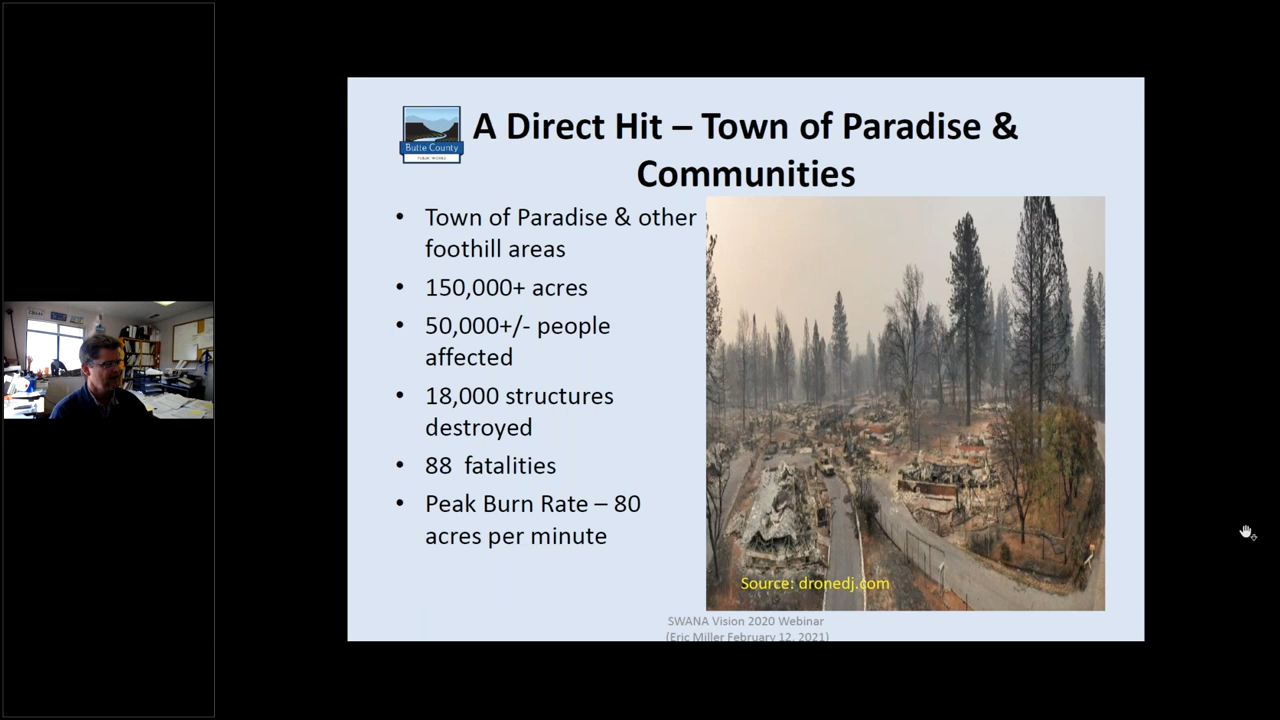 A Direct Hit – Town of Paradise &
Communities
Butte County
PUBLIC WORKS
• Town of Paradise & other
foothill areas
• 150,000+ acres
• 50,000+/- people
affected
• 18,000 structures
destroyed
• 88  fatalities
• Peak Burn Rate – 80
acres per minute
Source: dronedj.com
SWANA Vision 2020 Webinar
(Eric Miller February 12, 2021)